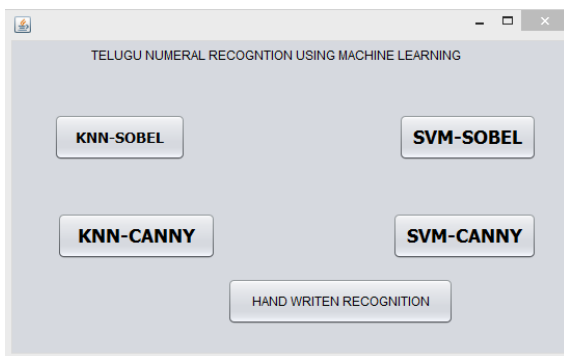 TELUGU NUMERAL RECOGNTION USING MACHINE LEARNING
KNN-SOBEL
SVM-SOBEL
KNN-CANNY
SVM-CANNY
HAND WRITEN RECOGNITION